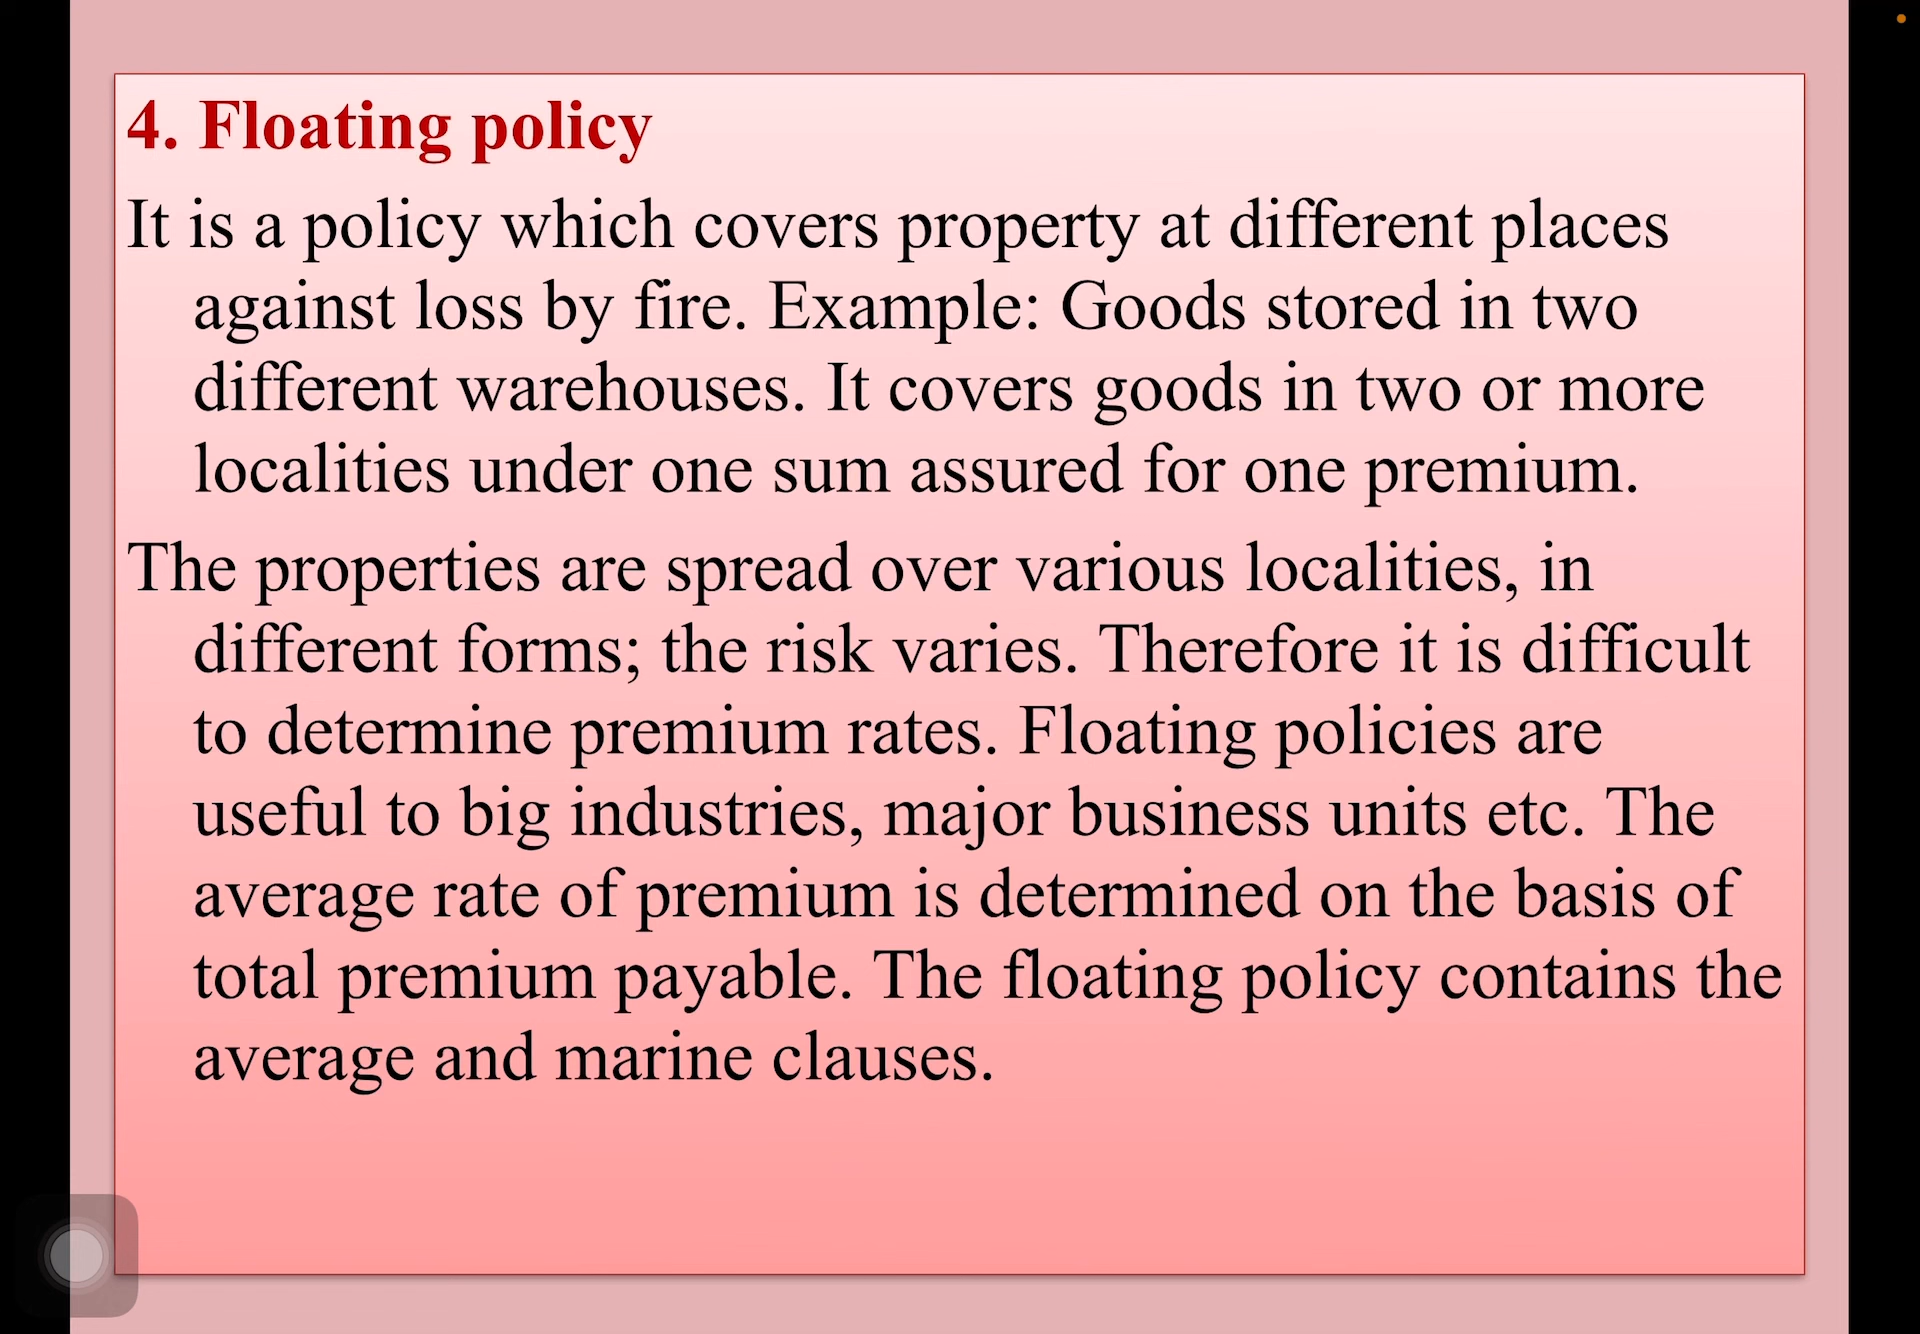 4. Floating policy
It is a policy which covers property at different places
against loss by fire. Example: Goods stored in two
different warehouses. It covers goods in two or more
localities under one sum assured for one premium.
The properties are spread over various localities, in
different forms; the risk varies. Therefore it is difficult
to determine premium rates. Floating policies are
useful to big industries, major business units etc. The
average rate of premium is determined on the basis of
total premium payable. The floating policy contains the
average and marine clauses.